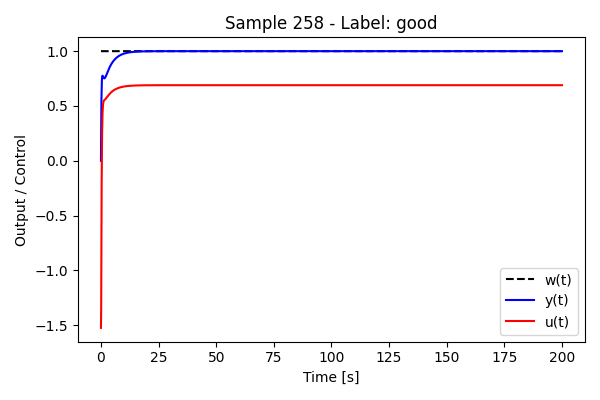 Sample 258 - Label: good
Output / Control
1.0
0.5
0.0
−0.5
−1.0
−1.5
w(t)
y(t)
u(t)
0 25 50 75 100 125 150 175 200
Time [s]